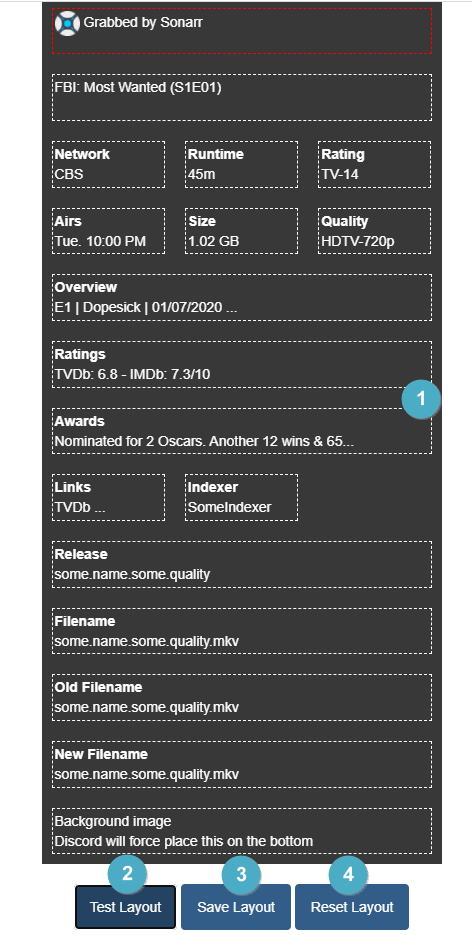 Grabbed by Sonarr
FBI: Most Wanted (S1E01)
Network Runtime Rating
CBS 45m TV-14
Airs Size Quality
Tue. 10:00 PM 1.02 GB HDTV-720p
Overview
E1 | Dopesick | 01/07/2020 ...
Ratings
TVDb: 6.8 - IMDb: 7.3/10
1
Awards
Nominated for 2 Oscars. Another 12 wins & 65...
Links Indexer
TVDb ... SomeIndexer
Release
some.name.some.quality
Filename
some.name.some.quality.mkv
Old Filename
some.name.some.quality.mkv
New Filename
some.name.some.quality.mkv
Background image
Discord will force place this on the bottom
2 3 4
Test Layout Save Layout Reset Layout